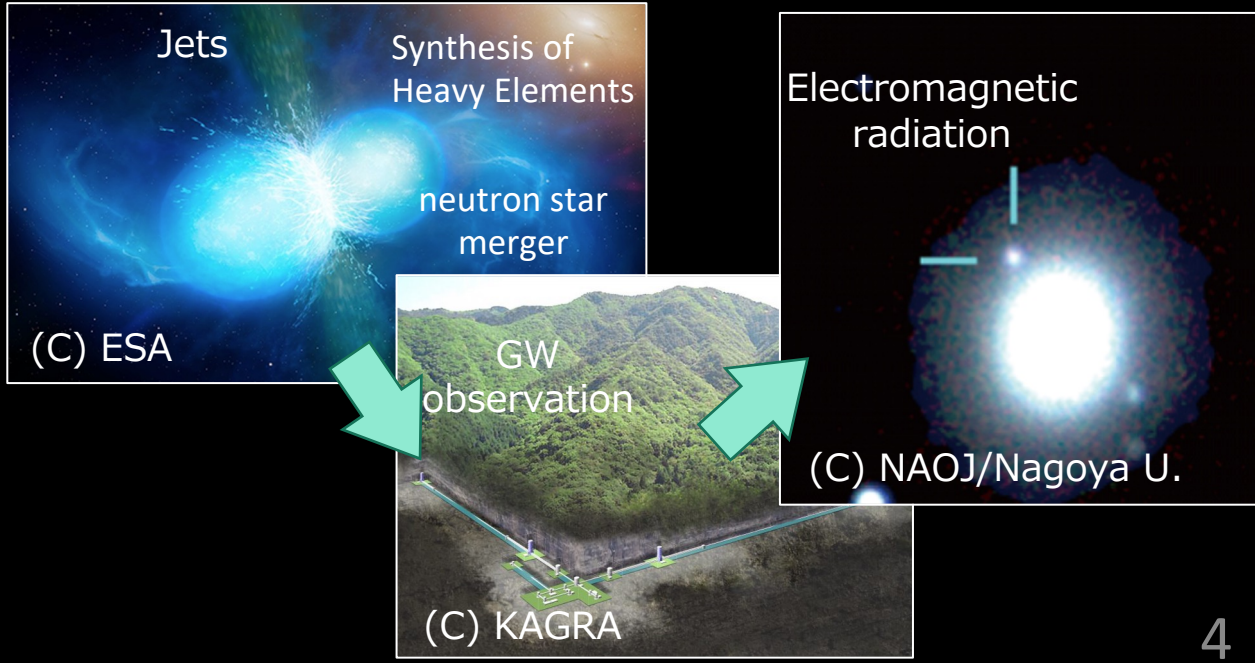 Jets
Synthesis of
Heavy Elements
neutron star
merger
(C) ESA
GW
observation
(C) KAGRA
Electromagnetic
radiation
(C) NAOJ/Nagoya U.
4